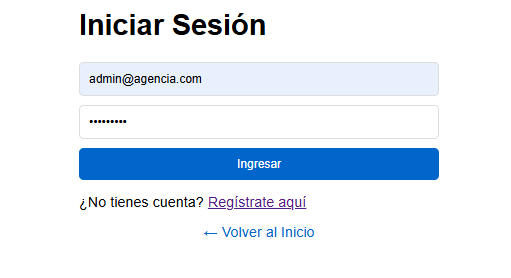 Iniciar Sesión
admin@agencia.com
•••••••••
Ingresar
¿No tienes cuenta? Regístrate aquí
← Volver al Inicio